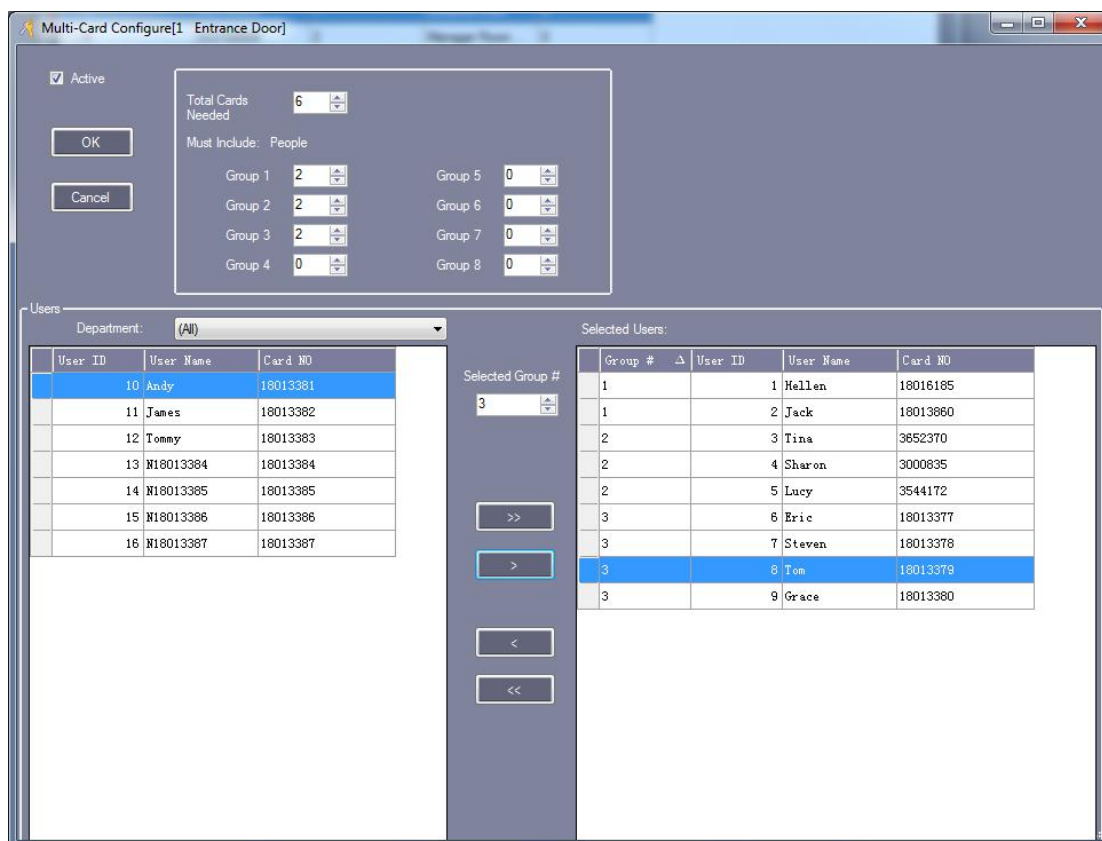 Multi-Card Configure[1   Entrance Door]
Active
OK
Cancel
Total Cards
Needed
6
Must Include:  People
Group 1 2 Group 5 0
Group 2 2 Group 6 0
Group 3 2 Group 7 0
Group 4 0 Group 8 0
Users
Department: (All)
User ID User Name Card NO
10 Andy 18013381
11 James 18013382
12 Tommy 18013383
13 N18013384 18013384
14 N18013385 18013385
15 N18013386 18013386
16 N18013387 18013387
Selected Group #
3
>>
>
<
<<
Selected Users:
Group # User ID User Name Card NO
1 1 Hellen 18016185
1 2 Jack 18013860
2 3 Tina 3652370
2 4 Sharon 3000835
2 5 Lucy 3544172
3 6 Eric 18013377
3 7 Steven 18013378
3 8 Tom 18013379
3 9 Grace 18013380